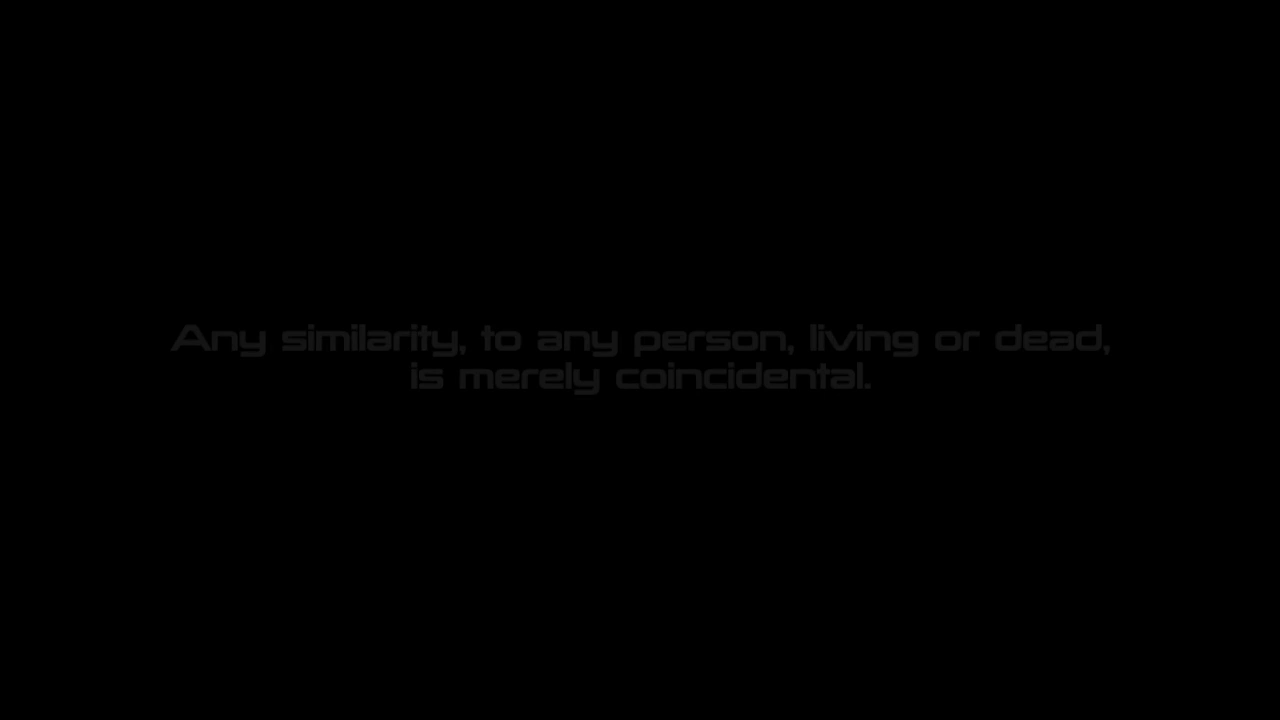 Any similarity, to any person, living or dead,
is merely coincidental.